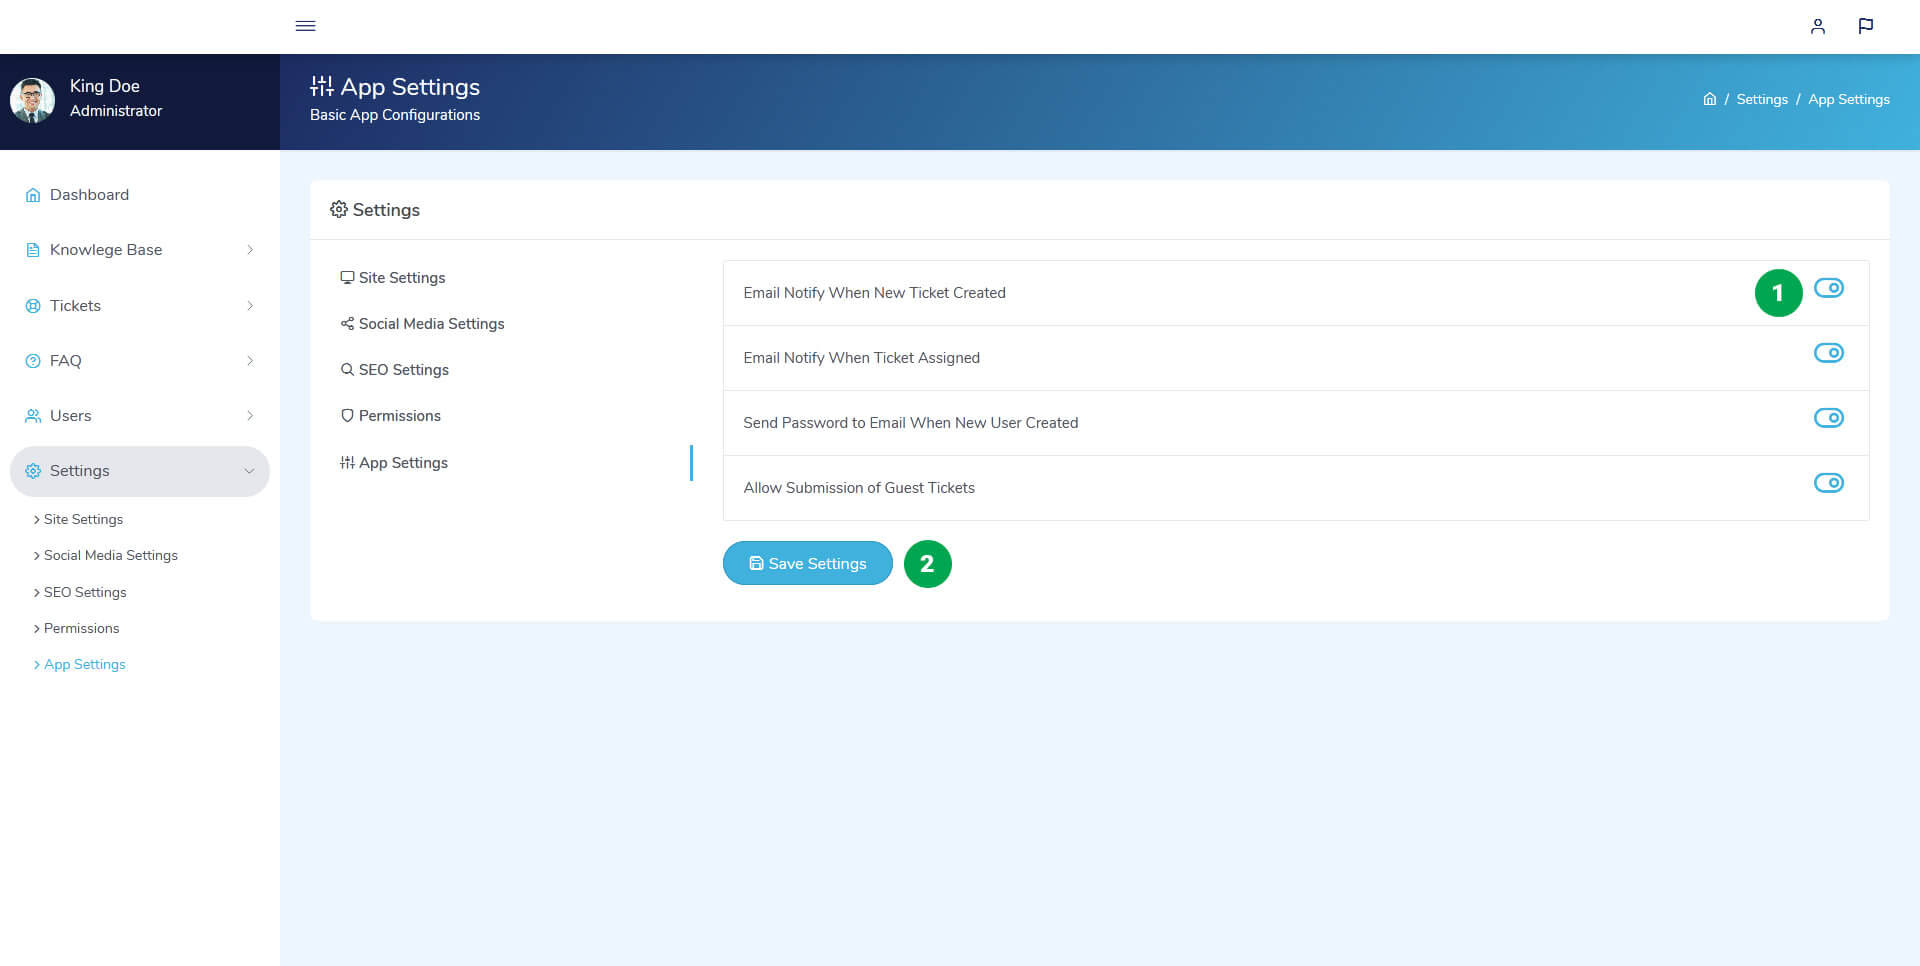 King Doe
Administrator
App Settings
Basic App Configurations
/ Settings / App Settings
Dashboard
Knowlege Base
Tickets
FAQ
Users
Settings
Site Settings
Social Media Settings
SEO Settings
Permissions
App Settings
Settings
Site Settings
Social Media Settings
SEO Settings
Permissions
App Settings
Email Notify When New Ticket Created
1
Email Notify When Ticket Assigned
Send Password to Email When New User Created
Allow Submission of Guest Tickets
Save Settings
2